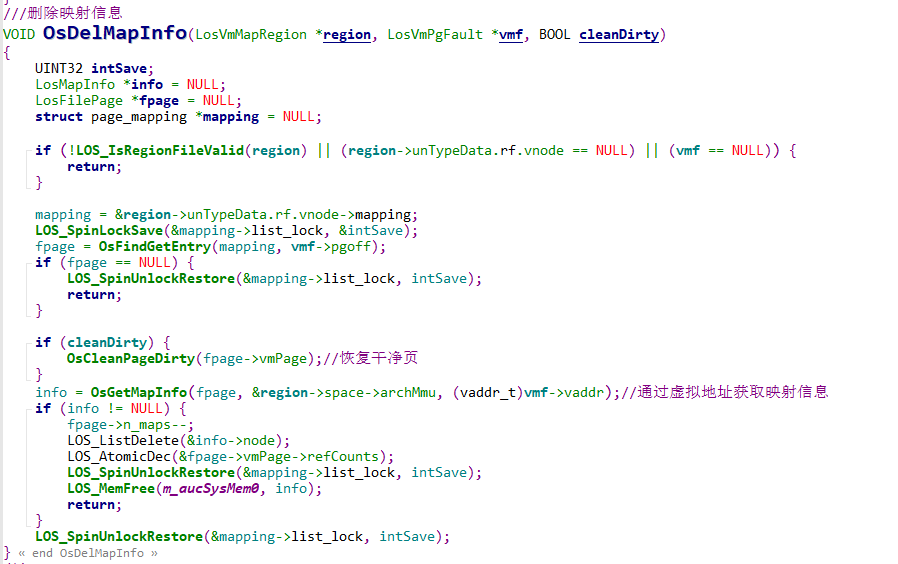 ///删除映射信息
VOID OsDelMapInfo(LosVmMapRegion *region, LosVmPgFault *vmf, BOOL cleanDirty)
{
    UINT32 intSave;
    LosMapInfo *info = NULL;
    LosFilePage *fpage = NULL;
    struct page_mapping *mapping = NULL;

    if (!LOS_IsRegionFileValid(region) || (region->unTypeData.rf.vnode == NULL) || (vmf == NULL)) {
        return;
    }

    mapping = &region->unTypeData.rf.vnode->mapping;
    LOS_SpinLockSave(&mapping->list_lock, &intSave);
    fpage = OsFindGetEntry(mapping, vmf->pgoff);
    if (fpage == NULL) {
        LOS_SpinUnlockRestore(&mapping->list_lock, intSave);
        return;
    }

    if (cleanDirty) {
        OsCleanPageDirty(fpage->vmPage);//恢复干净页
    }
    info = OsGetMapInfo(fpage, &region->space->archMmu, (vaddr_t)vmf->vaddr);//通过虚拟地址获取映射信息
    if (info != NULL) {
        fpage->n_maps--;
        LOS_ListDelete(&info->node);
        LOS_AtomicDec(&fpage->vmPage->refCounts);
        LOS_SpinUnlockRestore(&mapping->list_lock, intSave);
        LOS_MemFree(m_aucSysMem0, info);
        return;
    }
    LOS_SpinUnlockRestore(&mapping->list_lock, intSave);
} « end OsDelMapInfo »